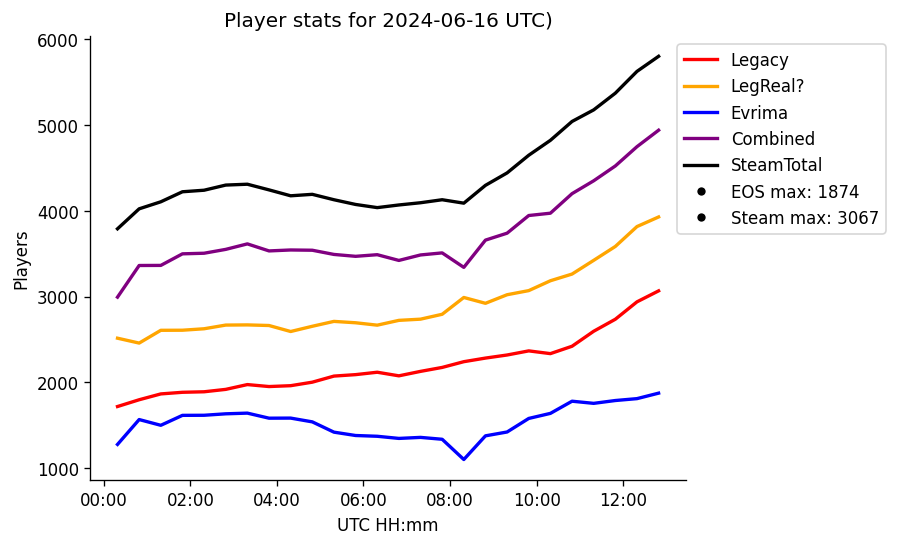 Player stats for 2024-06-16 UTC)
6000
5000
4000
3000
2000
1000
Players
00:00 02:00 04:00 06:00 08:00 10:00 12:00
UTC HH:mm
Legacy
LegReal?
Evrima
Combined
SteamTotal
EOS max: 1874
Steam max: 3067